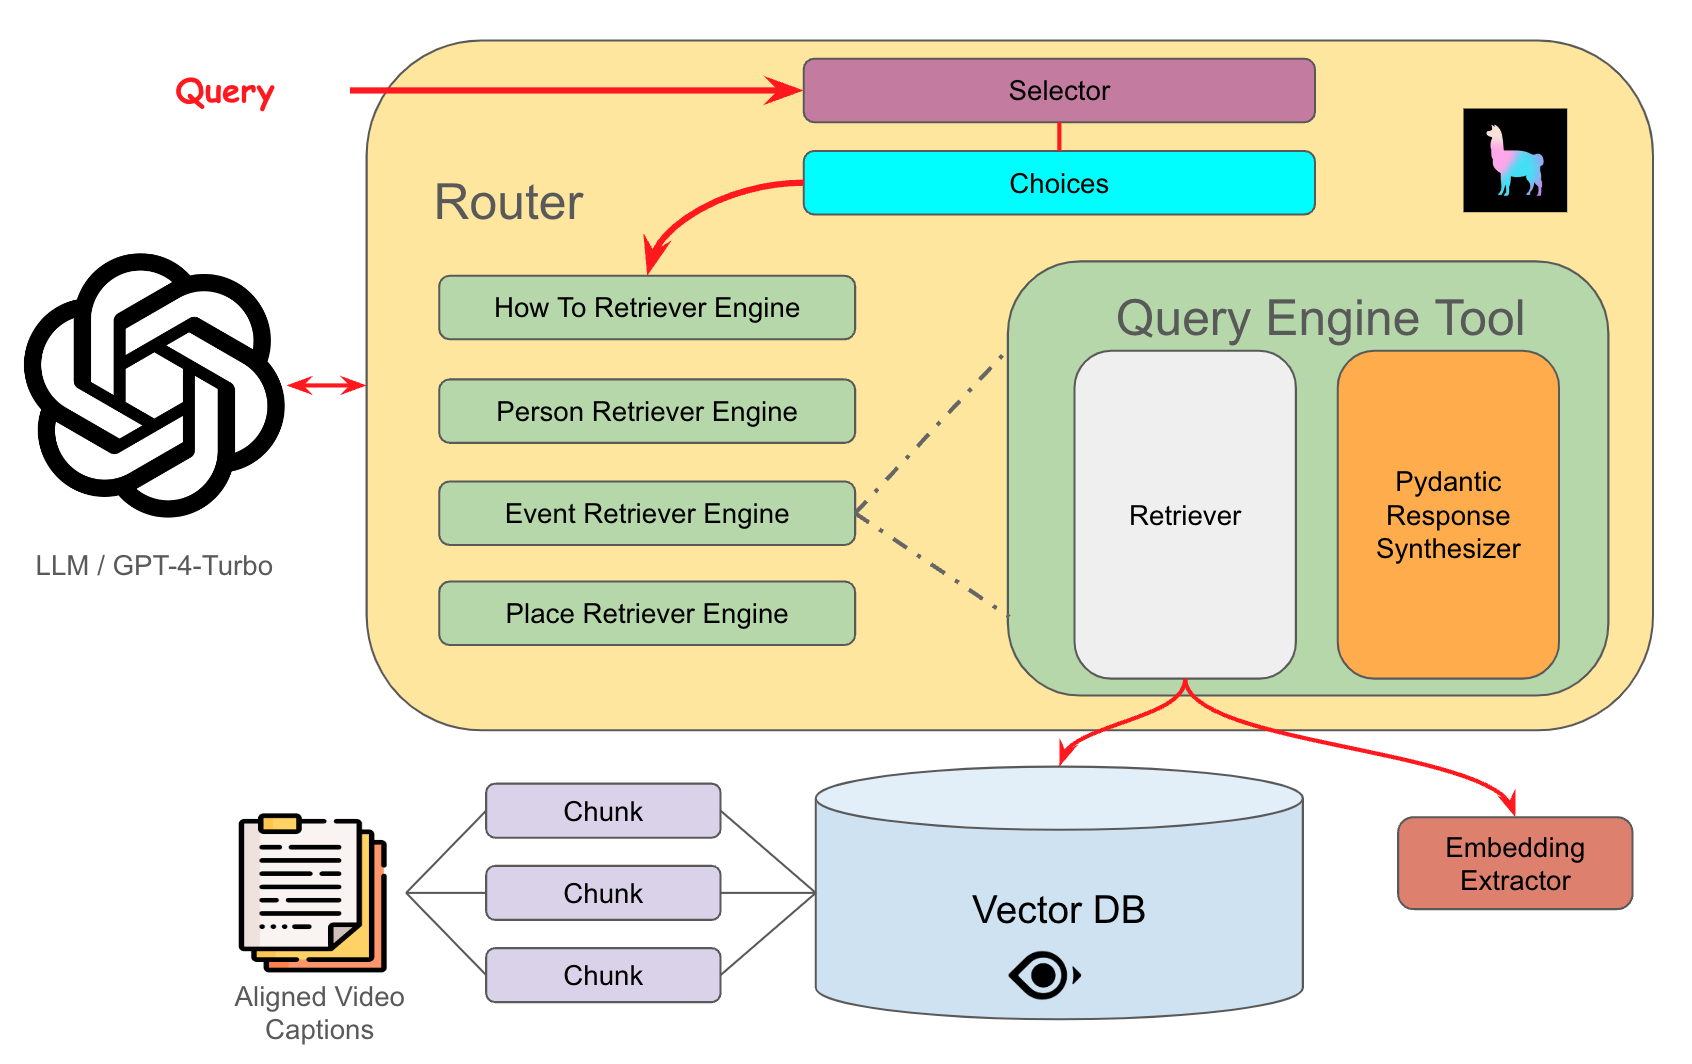 Query
Selector
Choices
Router
How To Retriever Engine
Person Retriever Engine
Event Retriever Engine
Place Retriever Engine
Query Engine Tool
Retriever
Pydantic
Response
Synthesizer
LLM / GPT-4-Turbo
Chunk
Chunk
Chunk
Aligned Video
Captions
Vector DB
Embedding
Extractor